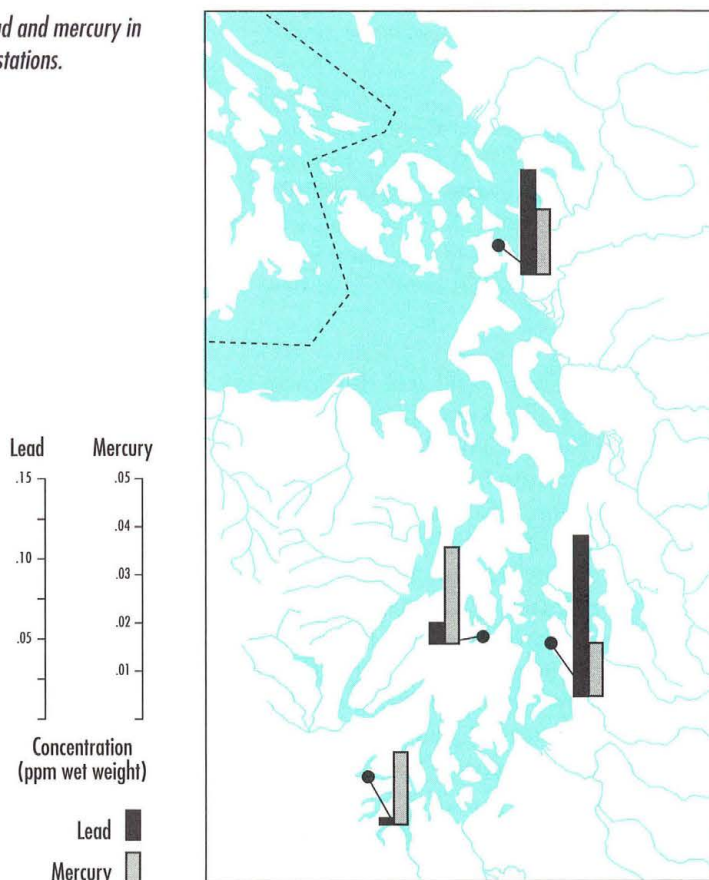 and mercury in
stations.
Lead Mercury
.15 .05
.04
.10
.03
.02
.05
.01
Concentration
(ppm wet weight)
Lead
Mercury